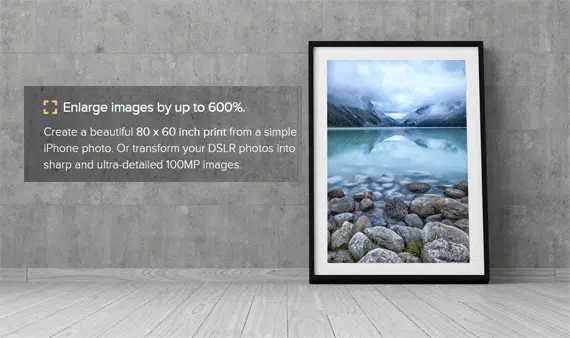 Enlarge images by up to 600%.
Create a beautiful 80 x 60 inch print from a simple
iPhone photo. Or transform your DSLR photos into
sharp and ultra-detailed 100MP images.